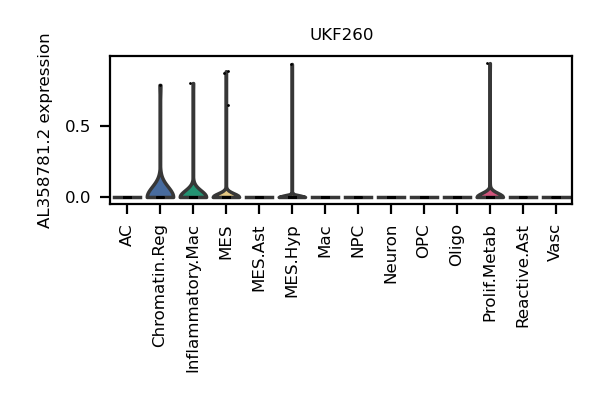 UKF260
AL358781.2 expression
0.5
0.0
AC
Chromatin.Reg
Inflammatory.Mac
MES
MES.Ast
MES.Hyp
Mac
NPC
Neuron
OPC
Oligo
Prolif.Metab
Reactive.Ast
Vasc